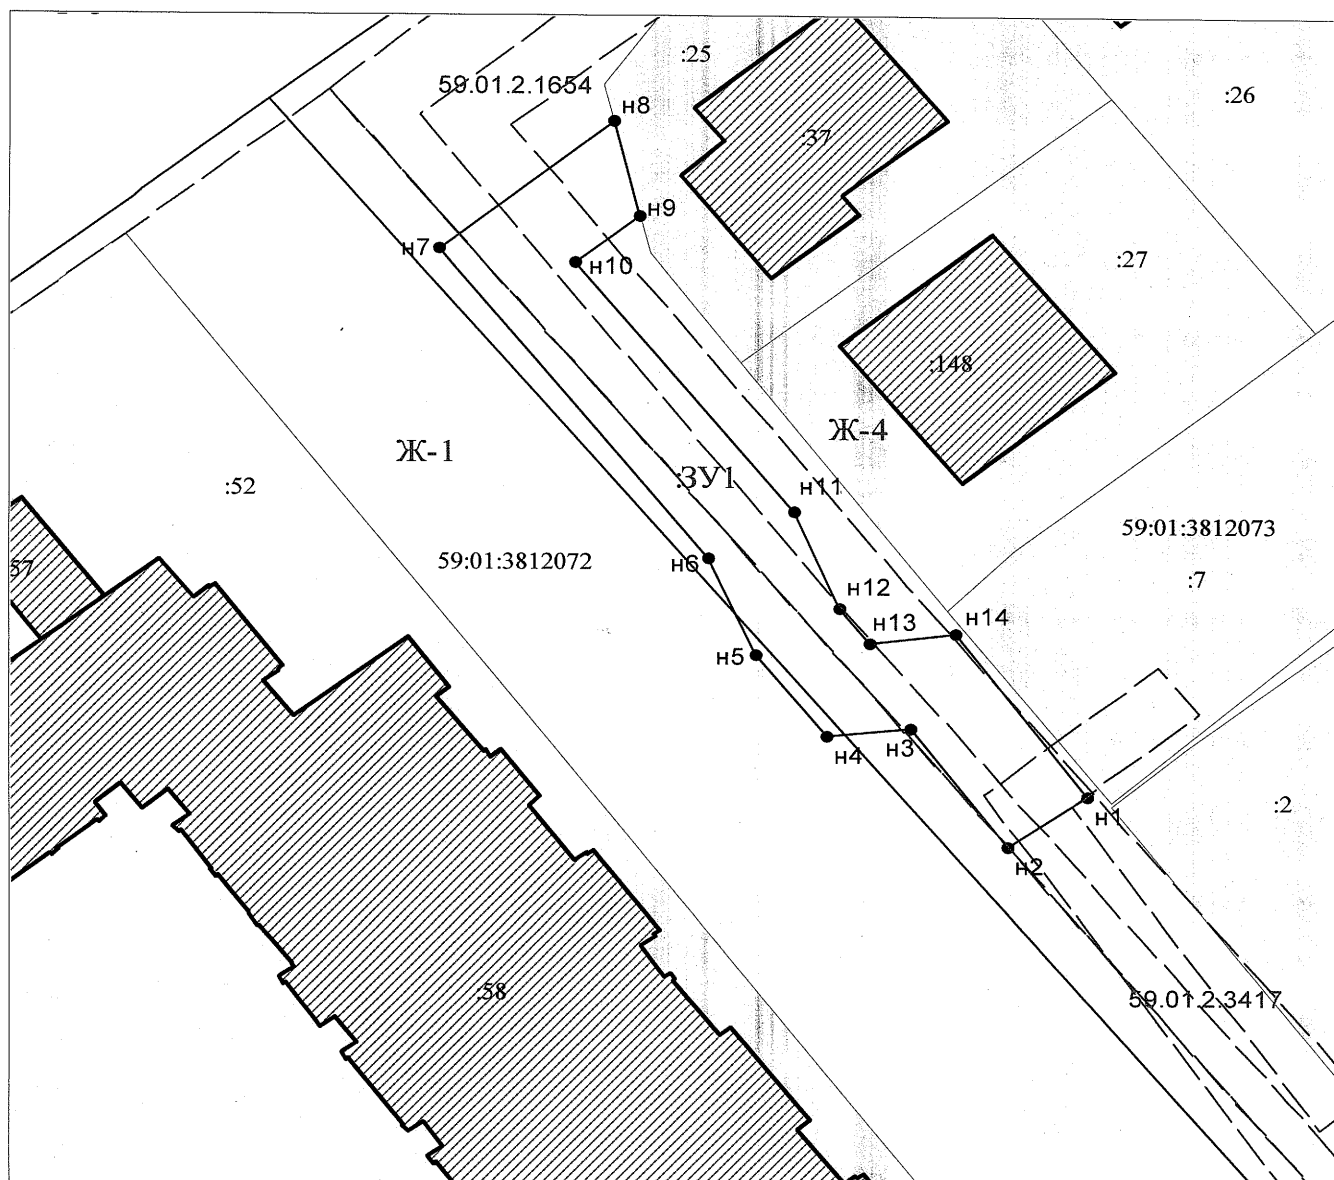 :25
59.01.2.1654
:26
н8
:37
н9
н7
н10
:27
:148
Ж-4
Ж-1
:ЗУ1
:52
н11
59:01:3812073
59:01:3812072
н6
57
:7
н12
н13
н14
н5
н3
н4
н1
:2
н2
:58
59.01.2.3417